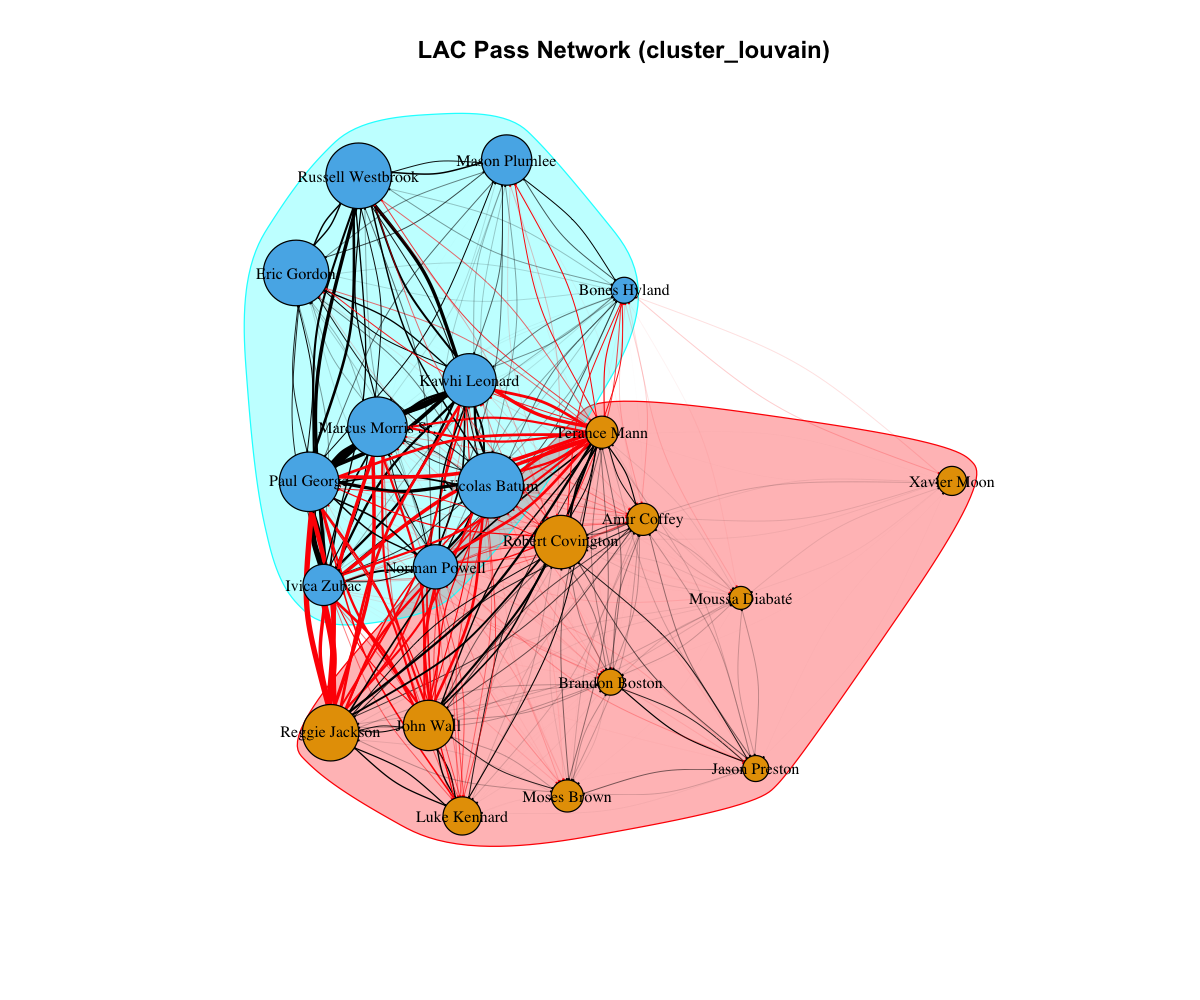 LAC Pass Network (cluster_louvain)
Mason Plumlee
Russell Westbrook
Eric Gordon
Bones Hyland
Kawhi Leonard
Marcus Morris Sr.
Terance Mann
Paul George
Nicolas Batum
Xavier Moon
Amir Coffey
Robert Covington
Norman Powell
Ivica Zubac
Moussa Diabaté
Brandon Boston
Reggie Jackson
John Wall
Jason Preston
Moses Brown
Luke Kennard